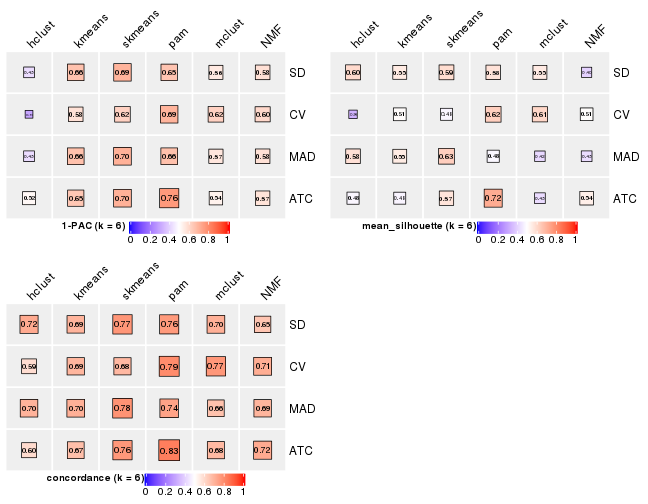 hclust kmeans skmeans pam mclust NMF
0.66 0.69 0.65 0.56 0.58 SD
0.58 0.62 0.69 0.62 0.60 CV
0.66 0.70 0.66 0.57 0.58 MAD
0.52 0.65 0.70 0.76 0.54 0.57 ATC
1-PAC (k = 6)
0 0.2 0.4 0.6 0.8 1
hclust kmeans skmeans pam mclust NMF
0.60 0.55 0.59 0.58 0.55 SD
0.51 0.48 0.62 0.61 0.51 CV
0.58 0.55 0.63 0.48 MAD
0.48 0.57 0.72 0.54 ATC
mean_silhouette (k = 6)
0 0.2 0.4 0.6 0.8 1
hclust kmeans skmeans pam mclust NMF
0.72 0.69 0.77 0.76 0.70 0.65 SD
0.59 0.69 0.68 0.79 0.77 0.71 CV
0.70 0.70 0.78 0.74 0.66 0.69 MAD
0.60 0.67 0.76 0.83 0.68 0.72 ATC
concordance (k = 6)
0 0.2 0.4 0.6 0.8 1